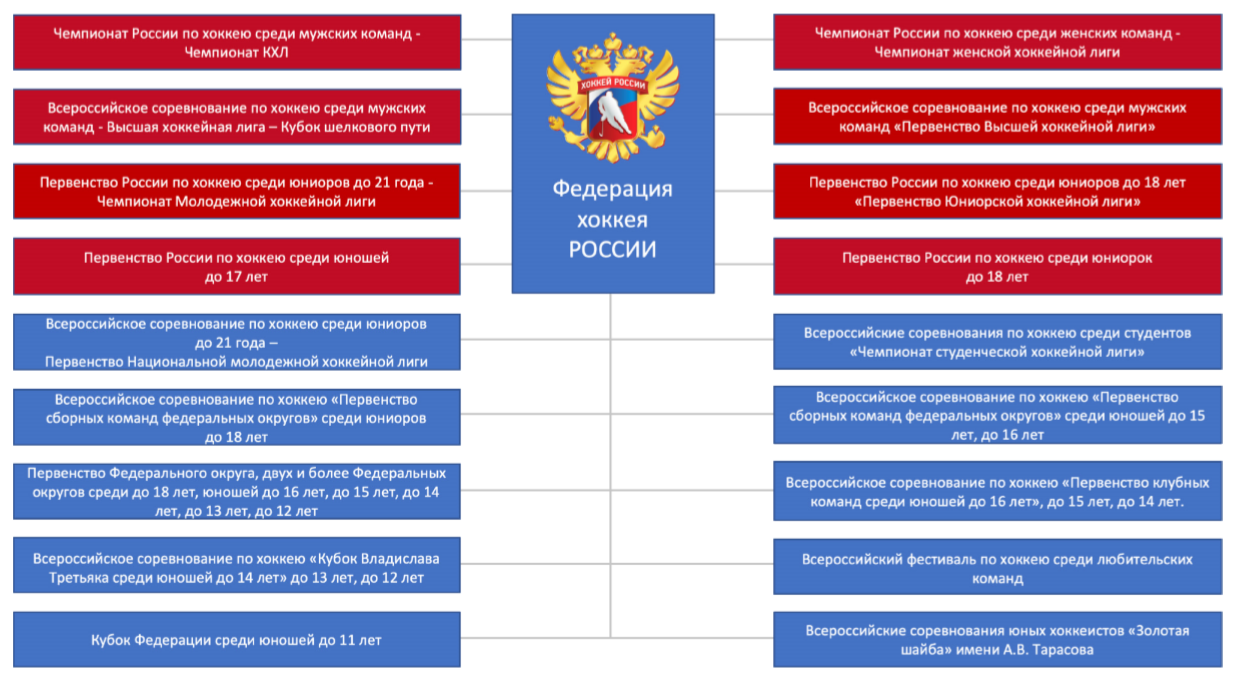 Чемпионат России по хоккею среди мужских команд -
Чемпионат КХЛ
Всероссийское соревнование по хоккею среди мужских
команд - Высшая хоккейная лига – Кубок шелкового пути
Первенство России по хоккею среди юниоров до 21 года -
Чемпионат Молодежной хоккейной лиги
Первенство России по хоккею среди юношей
до 17 лет
Всероссийское соревнование по хоккею среди юниоров
до 21 года –
Первенство Национальной молодежной хоккейной лиги
Всероссийское соревнование по хоккею «Первенство
сборных команд федеральных округов» среди юниоров
до 18 лет
Первенство Федерального округа, двух и более Федеральных
округов среди до 18 лет, юношей до 16 лет, до 15 лет, до 14
лет, до 13 лет, до 12 лет
Всероссийское соревнование по хоккею «Кубок Владислава
Третьяка среди юношей до 14 лет» до 13 лет, до 12 лет
Кубок Федерации среди юношей до 11 лет
ХОККЕЙ РОССИИ
Федерация
хоккея
РОССИИ
Чемпионат России по хоккею среди женских команд -
Чемпионат женской хоккейной лиги
Всероссийское соревнование по хоккею среди мужских
команд «Первенство Высшей хоккейной лиги»
Первенство России по хоккею среди юниоров до 18 лет
«Первенство Юниорской хоккейной лиги»
Первенство России по хоккею среди юниорок
до 18 лет
Всероссийские соревнования по хоккею среди студентов
«Чемпионат студенческой хоккейной лиги»
Всероссийское соревнование по хоккею «Первенство
сборных команд федеральных округов» среди юношей до 15
лет, до 16 лет
Всероссийское соревнование по хоккею «Первенство клубных
команд среди юношей до 16 лет», до 15 лет, до 14 лет.
Всероссийский фестиваль по хоккею среди любительских
команд
Всероссийские соревнования юных хоккеистов «Золотая
шайба» имени А.В. Тарасова